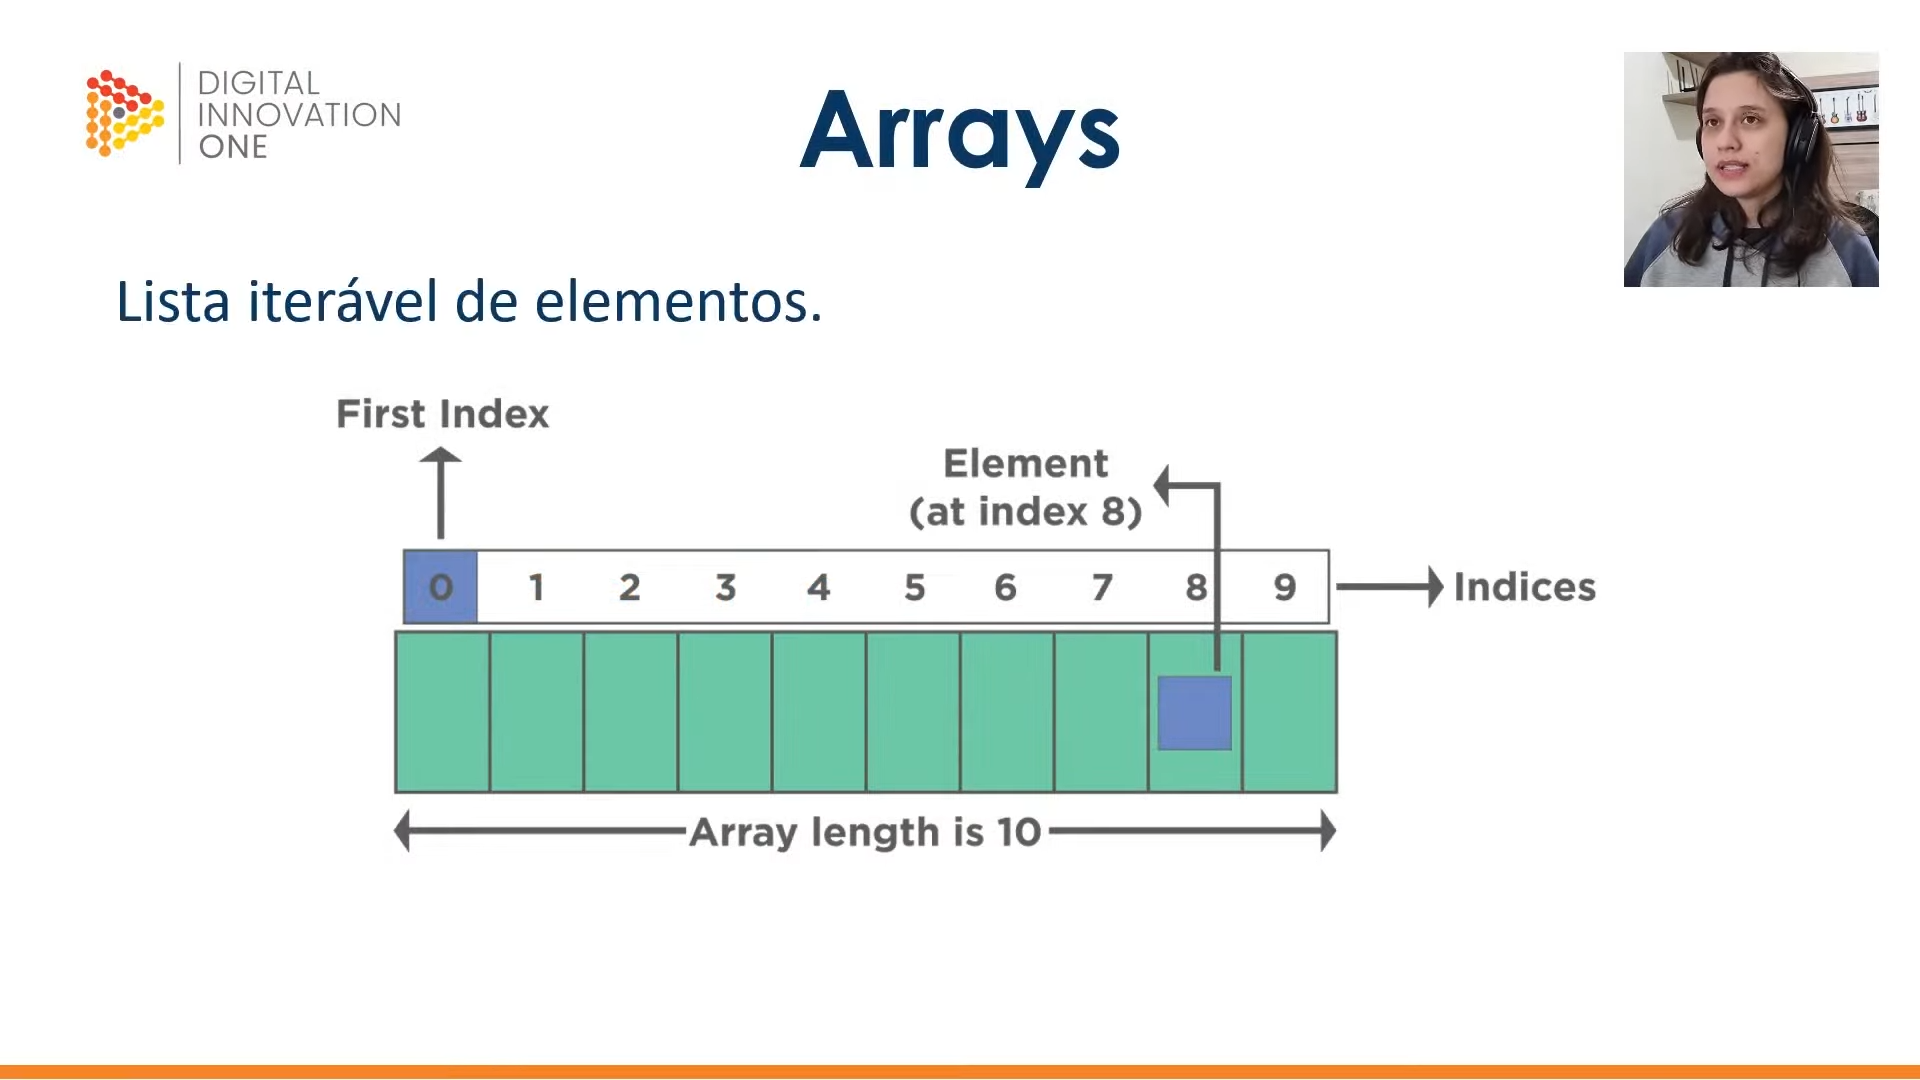 DIGITAL
INNOVATION
ONE
Arrays
Lista iterável de elementos.
First Index
Element
(at index 8)
0 1 2 3 4 5 6 7 8 9
Indices
Array length is 10